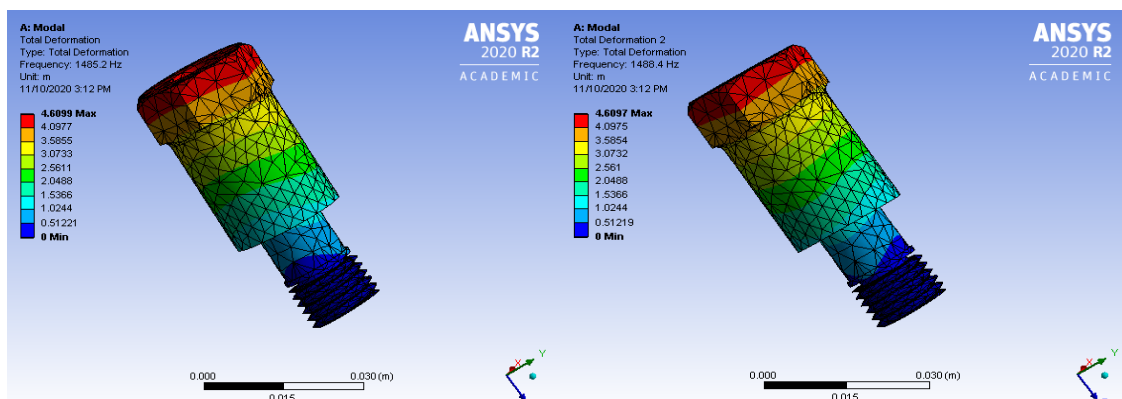 A: Modal
Total Deformation
Type: Total Deformation
Frequency: 1485.2 Hz
Unit: m
11/10/2020 3:12 PM
4.6099 Max
4.0977
3.5855
3.0733
2.5611
2.0488
1.5366
1.0244
0.51221
0 Min
ANSYS
2020 R2
ACADEMIC
0.000
0.030 (m)
0.015
X
Y
A: Modal
Total Deformation 2
Type: Total Deformation
Frequency: 1488.4 Hz
Unit: m
11/10/2020 3:12 PM
4.6097 Max
4.0975
3.5854
3.0732
2.561
2.0488
1.5366
1.0244
0.51219
0 Min
ANSYS
2020 R2
ACADEMIC
0.000
0.030 (m)
0.015
X
Y